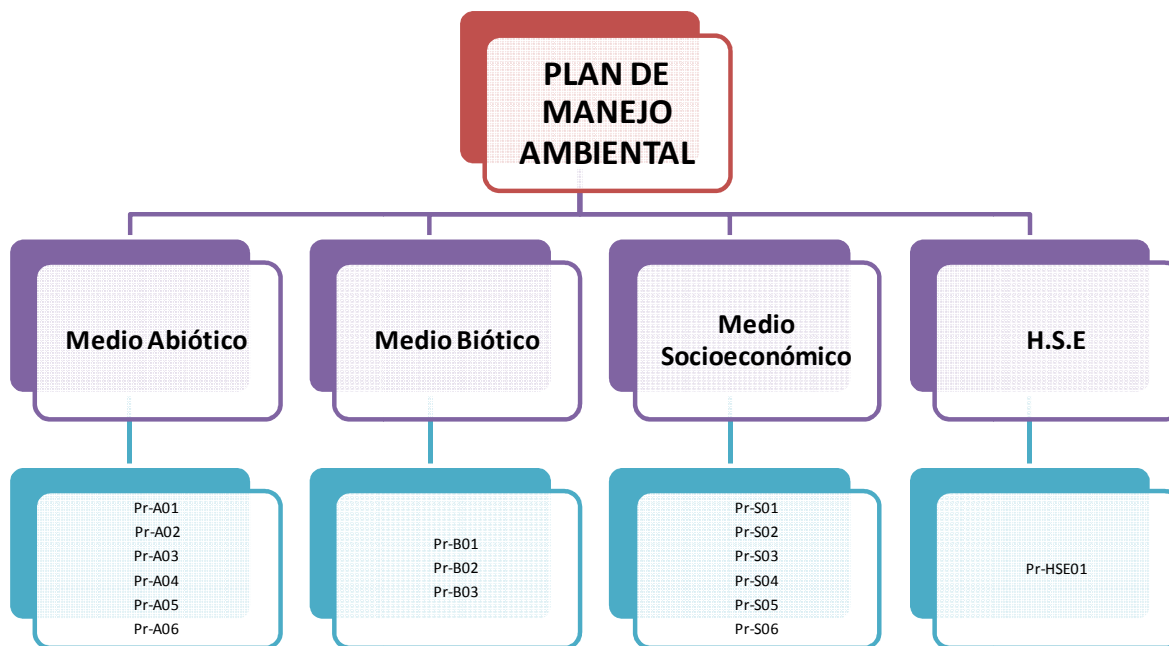 PLAN DE
MANEJO
AMBIENTAL
Medio Abiótico
Medio Biótico
Medio
Socioeconómico
H.S.E
Pr-A01
Pr-A02
Pr-A03
Pr-A04
Pr-A05
Pr-A06
Pr-B01
Pr-B02
Pr-B03
Pr-S01
Pr-S02
Pr-S03
Pr-S04
Pr-S05
Pr-S06
Pr-HSE01